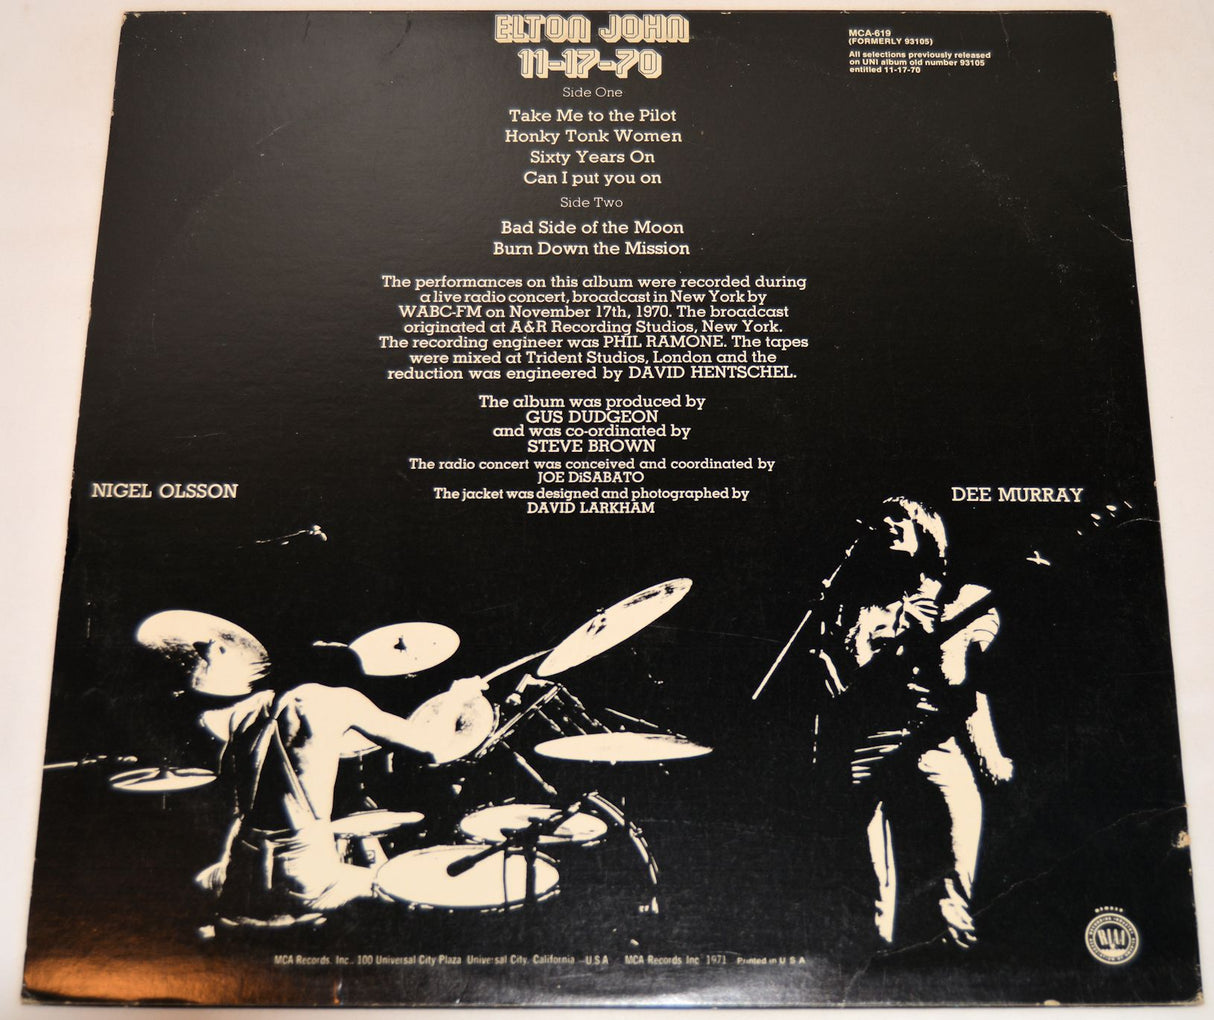 ELTON JOHN
11-17-70
MCA-619
(FORMERLY 93105)
All selections previously released
on UNI album old number 93105
entitled 11-17-70
Side One
Take Me to the Pilot
Honky Tonk Women
Sixty Years On
Can I put you on
Side Two
Bad Side of the Moon
Burn Down the Mission
The performances on this album were recorded during
a live radio concert, broadcast in New York by
WABC-FM on November 17th, 1970. The broadcast
originated at A&R Recording Studios, New York.
The recording engineer was PHIL RAMONE. The tapes
were mixed at Trident Studios, London and the
reduction was engineered by DAVID HENTSCHEL.
The album was produced by
GUS DUDGEON
and was co-ordinated by
STEVE BROWN
The radio concert was conceived and coordinated by
JOE DiSABATO
The jacket was designed and photographed by
DAVID LARKHAM
NIGEL OLSSON
DEE MURRAY
MCA Records, Inc., 100 Universal City Plaza Universal City, California - U S A MCA Records Inc 1971 Printed in U S A